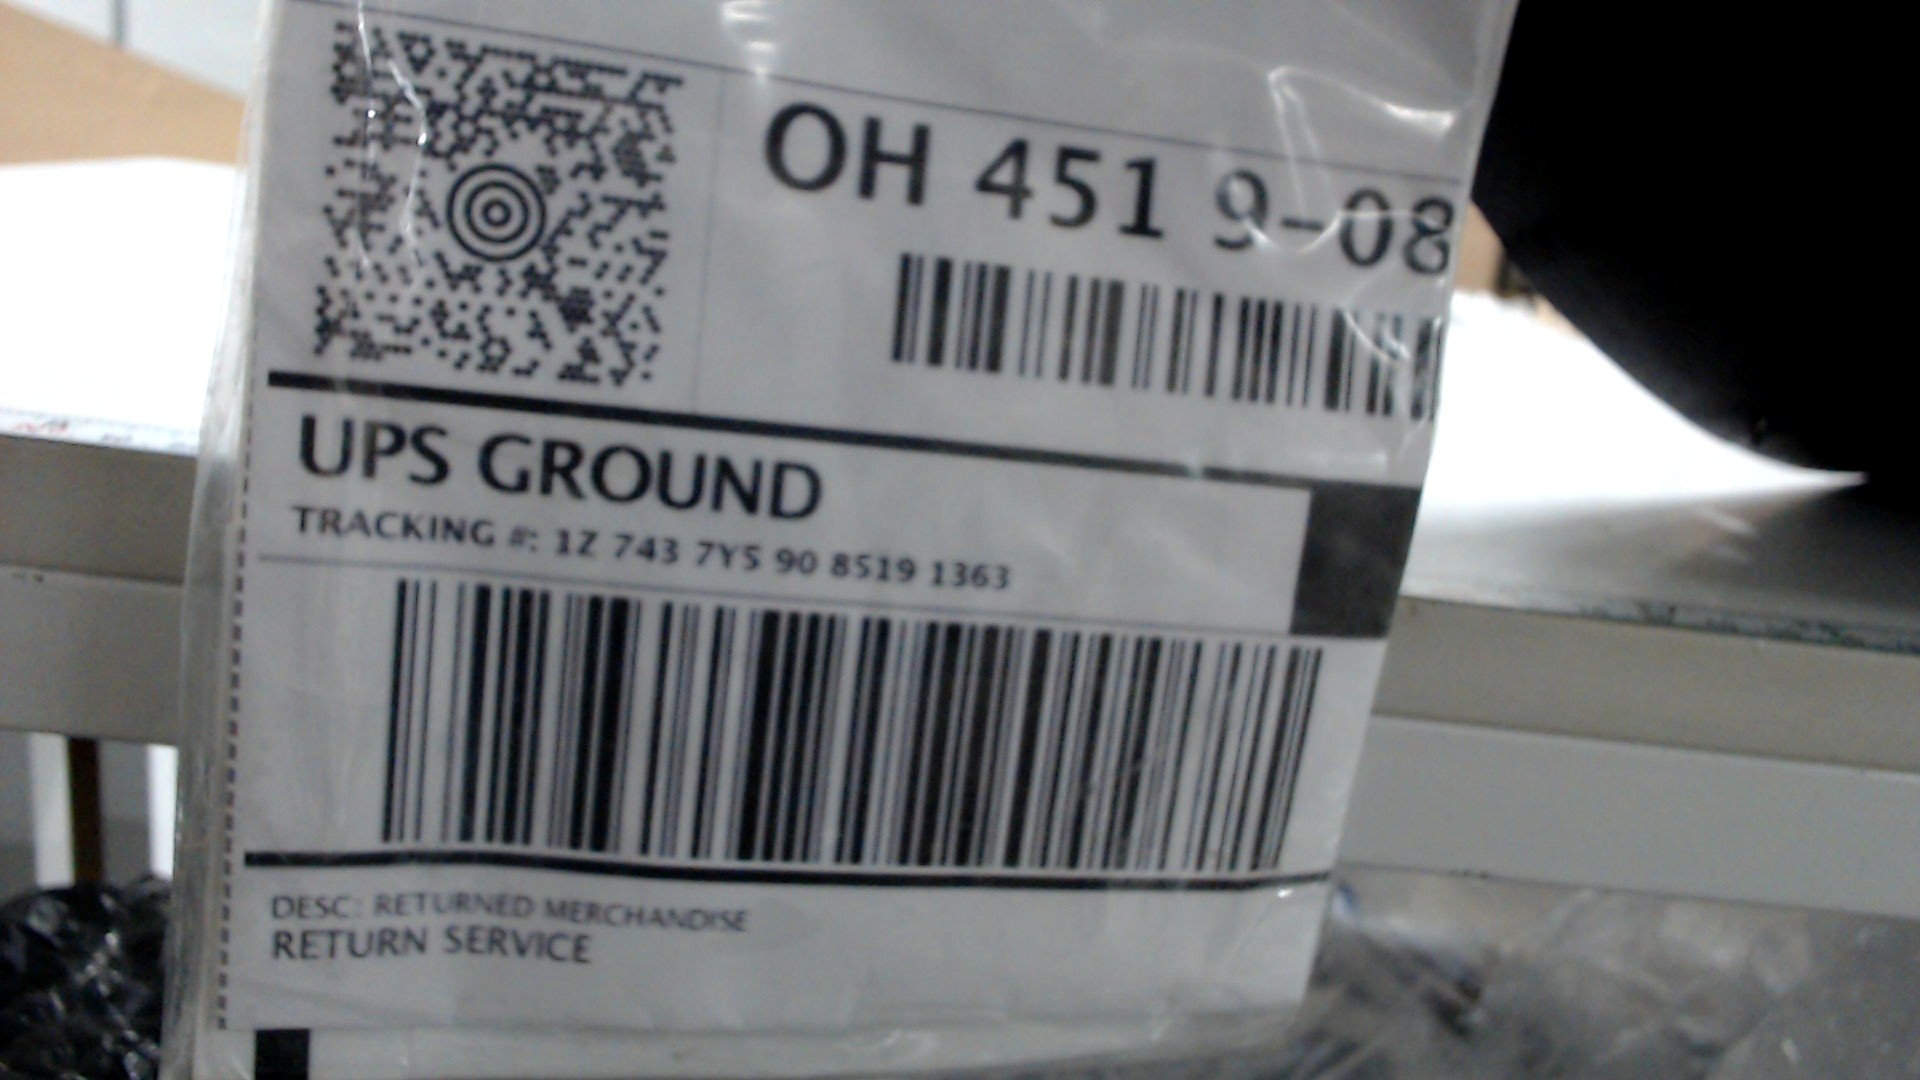 OH 451 9-08
UPS GROUND
TRACKING #: 1Z 743 7Y5 90 8519 1363
DESC: RETURNED MERCHANDISE
RETURN SERVICE